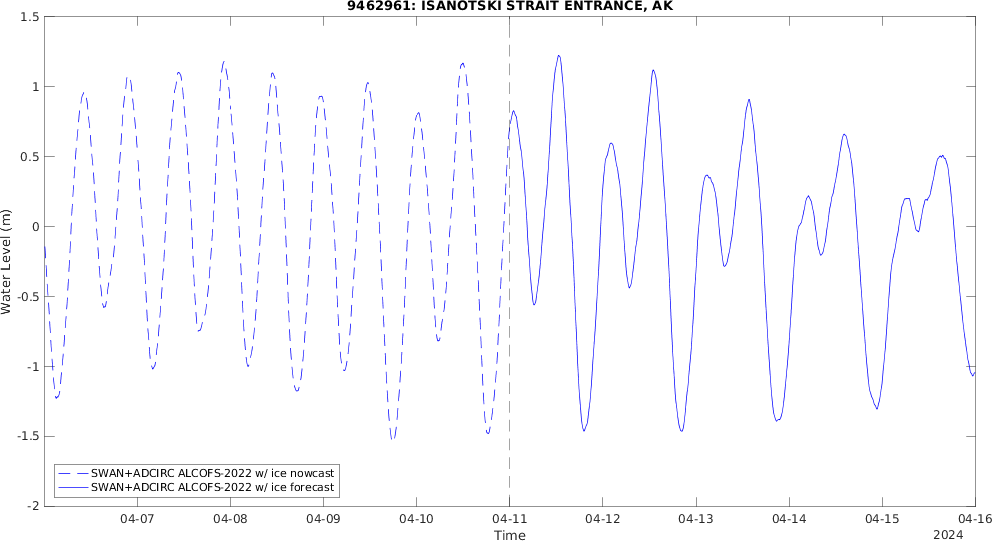 9462961: ISANOTSKI STRAIT ENTRANCE, AK
1.5
1
0.5
0
-0.5
-1
-1.5
-2
Water Level (m)
SWAN+ADCIRC ALCOFS-2022 w/ ice nowcast
SWAN+ADCIRC ALCOFS-2022 w/ ice forecast
04-07 04-08 04-09 04-10 04-11 04-12 04-13 04-14 04-15 04-16
Time
2024